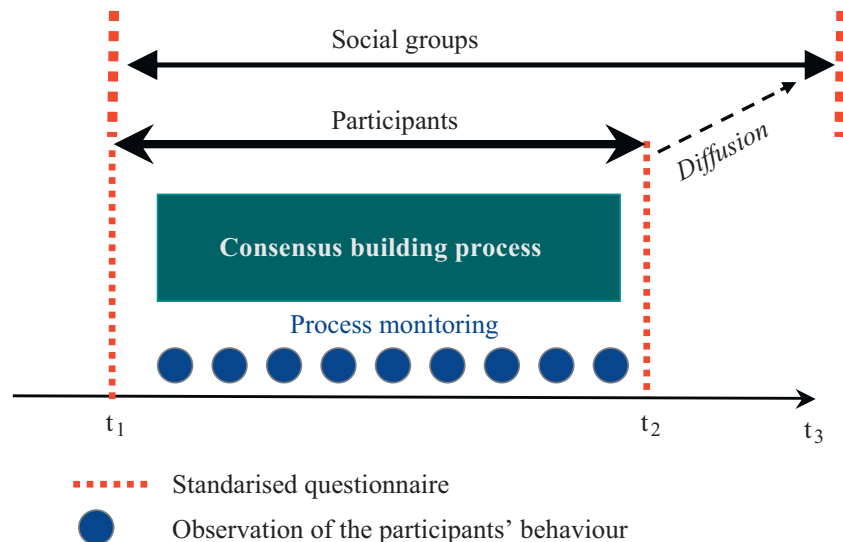 Social groups
Participants
Diffusion
Consensus building process
Process monitoring
t1
t2
t3
Standarised questionnaire
Observation of the participants’ behaviour